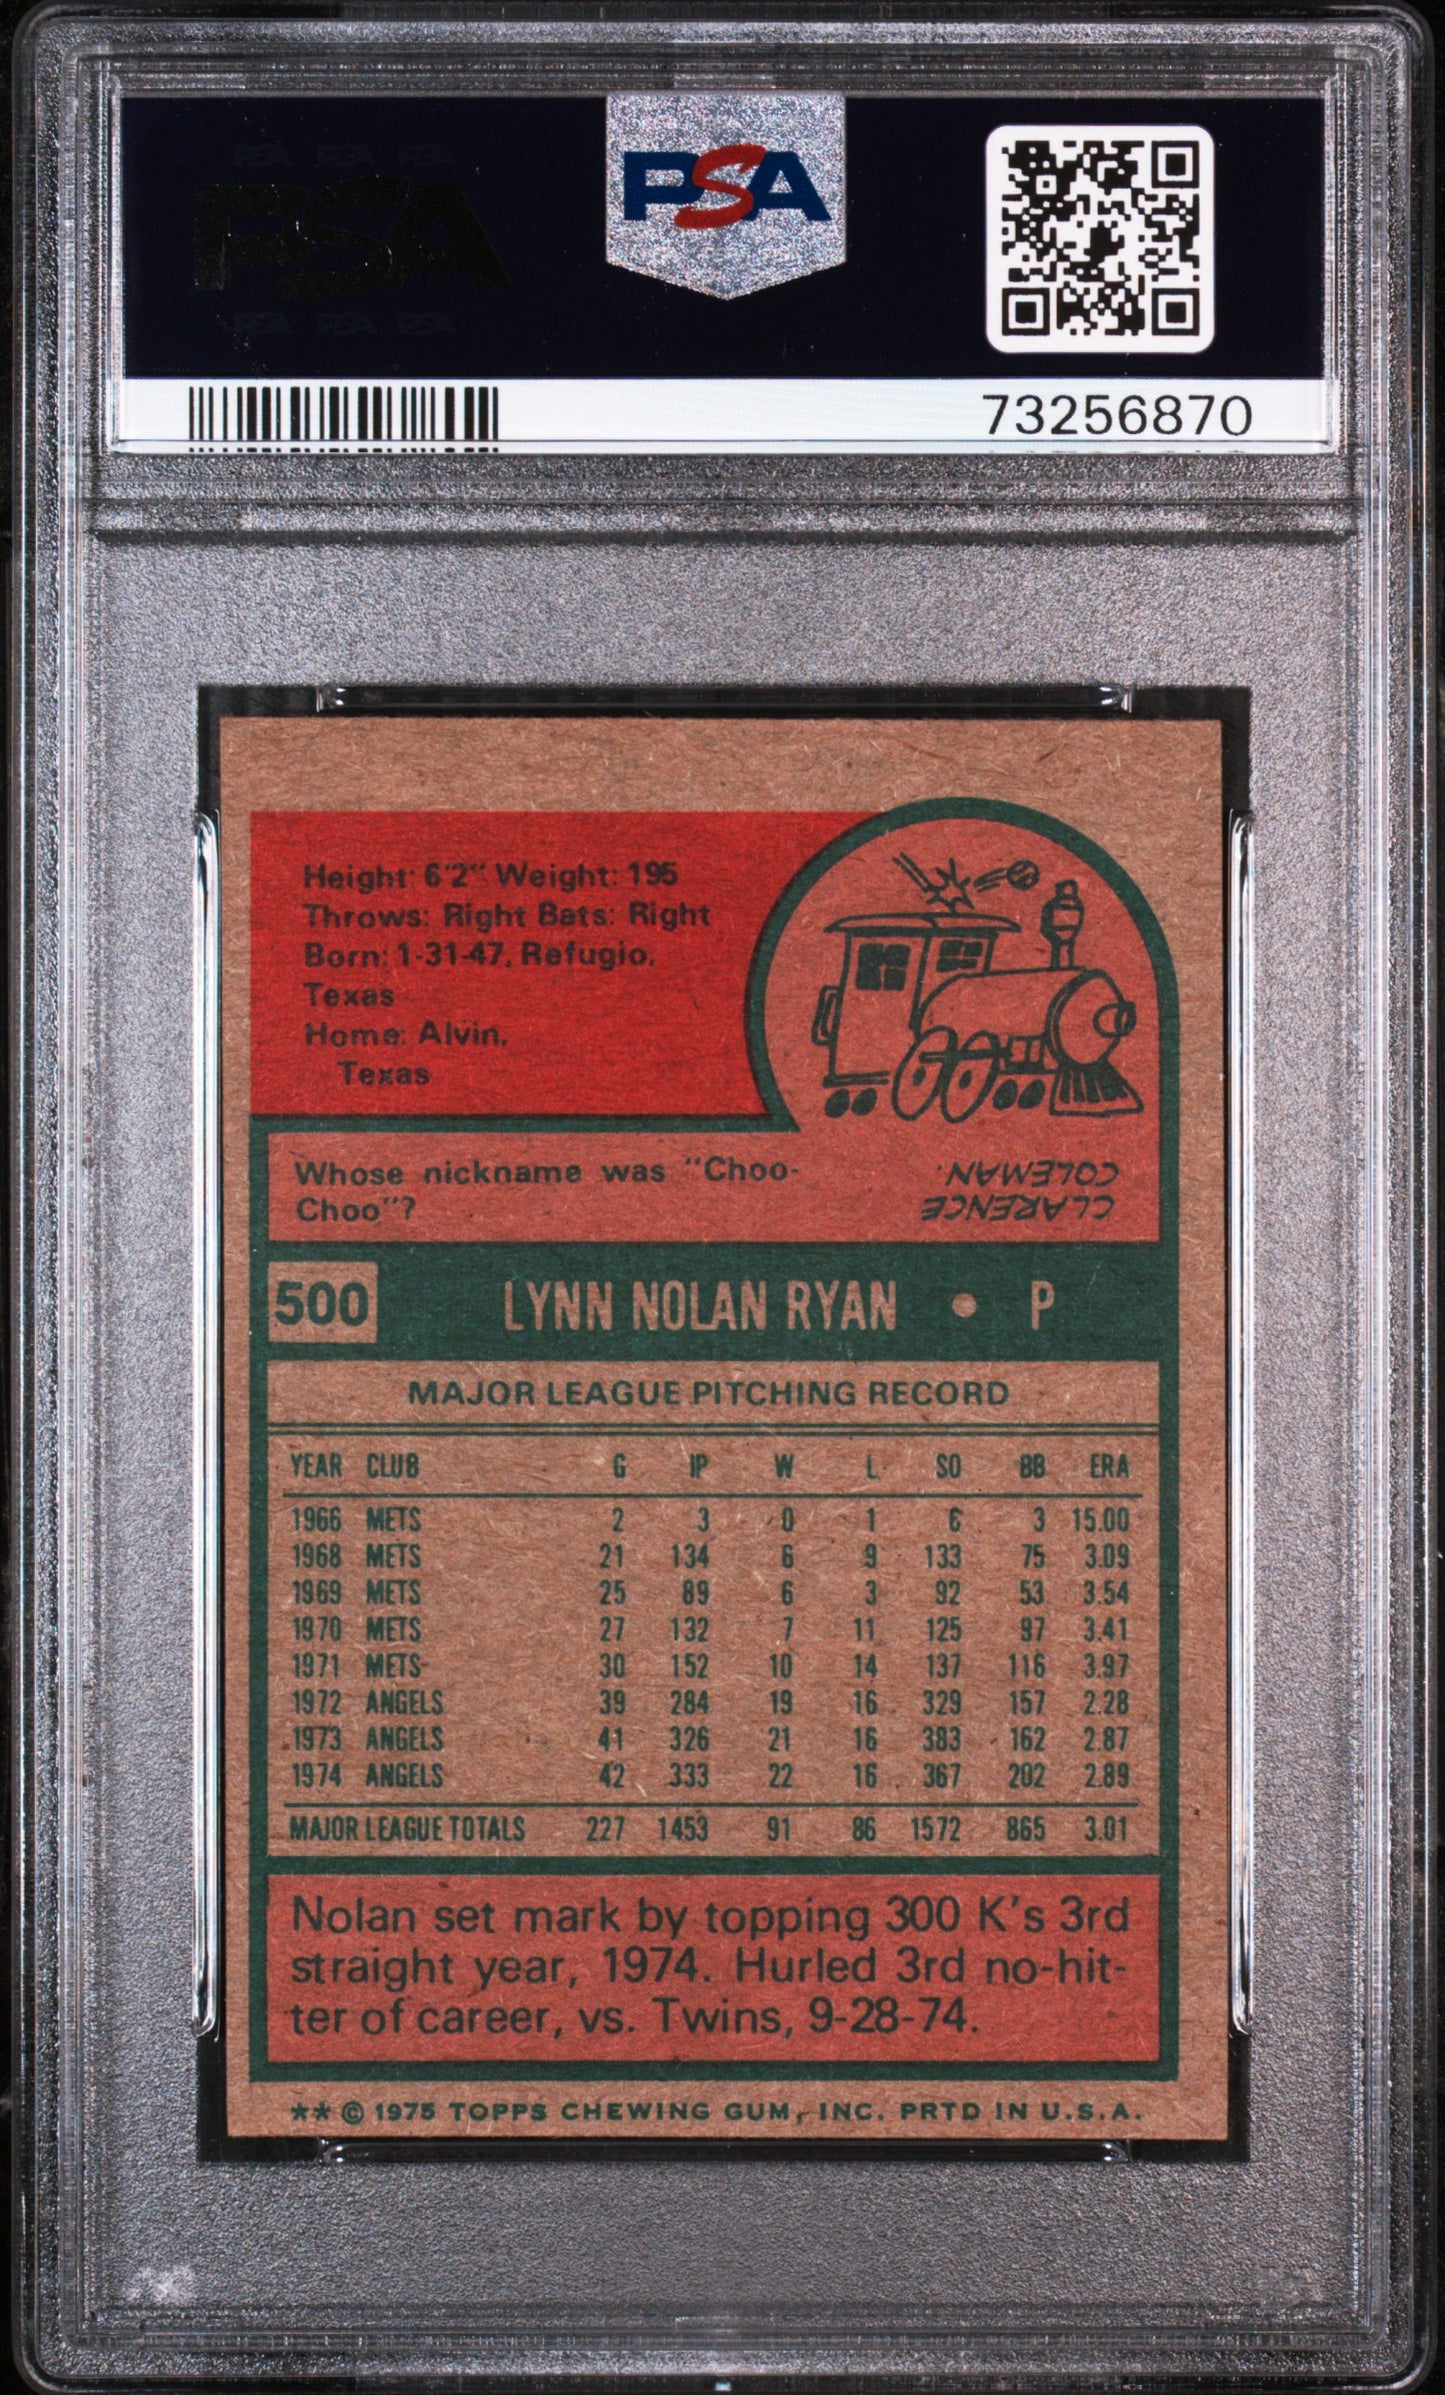 PSA PSA PSA
PSA
PSA PSA PSA
PSA
73256870
Height: 6'2" Weight: 195
Throws: Right Bats: Right
Born: 1-31-47, Refugio,
Texas
Home: Alvin,
Texas
Whose nickname was "Choo-
Choo"?
CLARENCE
COLEMAN.
500 LYNN NOLAN RYAN • P
MAJOR LEAGUE PITCHING RECORD
YEAR CLUB G IP W L SO BB ERA
1966 METS 2 3 0 1 6 3 15.00
1968 METS 21 134 6 9 133 75 3.09
1969 METS 25 89 6 3 92 53 3.54
1970 METS 27 132 7 11 125 97 3.41
1971 METS 30 152 10 14 137 116 3.97
1972 ANGELS 39 284 19 16 329 157 2.28
1973 ANGELS 41 326 21 16 383 162 2.87
1974 ANGELS 42 333 22 16 367 202 2.89
MAJOR LEAGUE TOTALS 227 1453 91 86 1572 865 3.01
Nolan set mark by topping 300 K's 3rd
straight year, 1974. Hurled 3rd no-hit-
ter of career, vs. Twins, 9-28-74.
** © 1975 TOPPS CHEWING GUM, INC. PRTD IN U.S.A.